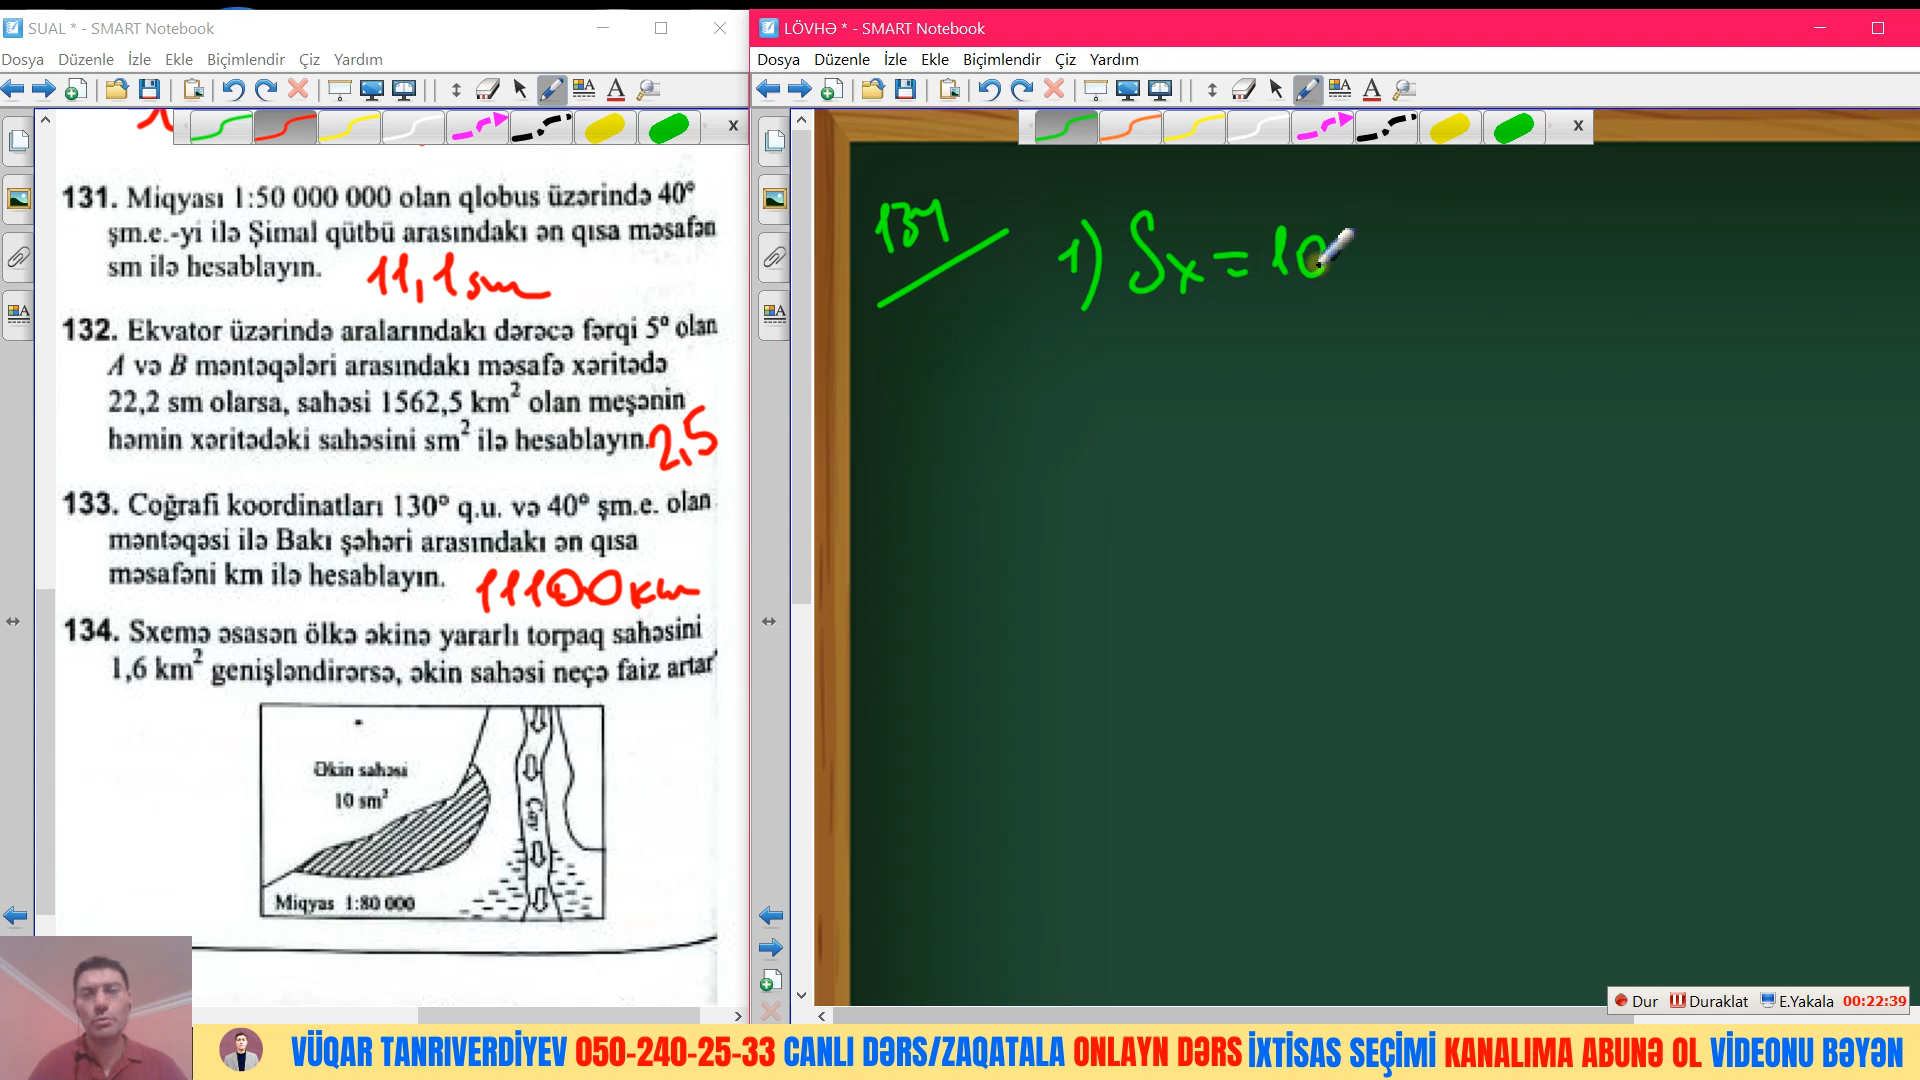 SUAL * - SMART Notebook
Dosya Düzenle İzle Ekle Biçimlendir Çiz Yardım
131. Miqyası 1:50 000 000 olan qlobus üzərində 40°
şm.e.-yi ilə Şimal qütbü arasındakı ən qısa məsafən
sm ilə hesablayın. 11,1sm
132. Ekvator üzərində aralarındakı dərəcə fərqi 5° olan
A və B məntəqələri arasındakı məsafə xəritədə
22,2 sm olarsa, sahəsi 1562,5 km² olan meşənin
həmin xəritədəki sahəsini sm² ilə hesablayın. 2,5
133. Coğrafi koordinatları 130° q.u. və 40° şm.e. olan
məntəqəsi ilə Bakı şəhəri arasındakı ən qısa
məsafəni km ilə hesablayın. 11100km
134. Sxemə əsasən ölkə əkinə yararlı torpaq sahəsini
1,6 km² genişləndirərsə, əkin sahəsi neçə faiz artar
Əkin sahəsi
10 sm²
Çay
Miqyas 1:80 000
LÖVHƏ * - SMART Notebook
Dosya Düzenle İzle Ekle Biçimlendir Çiz Yardım
134 1) Sx = 10
Dur Duraklat E.Yakala 00:22:39
VÜQAR TANRIVERDİYEV 050-240-25-33 CANLI DƏRS/ZAQATALA ONLAYN DƏRS İXTİSAS SEÇİMİ KANALIMA ABUNƏ OL VİDEONU BƏYƏN